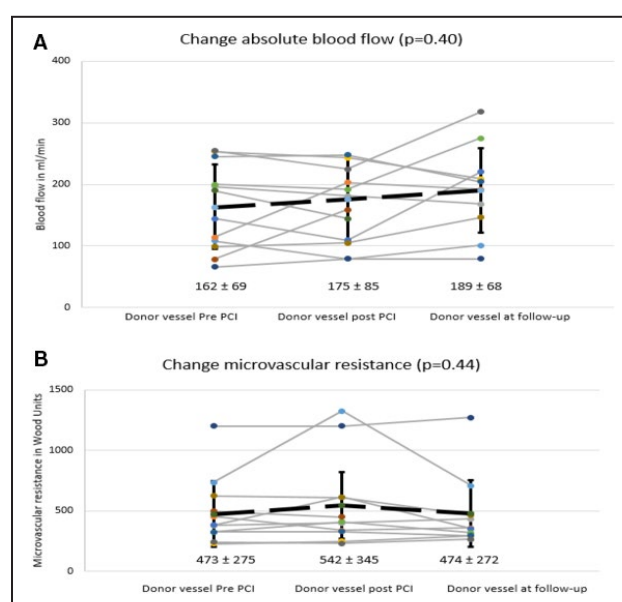 A
Change absolute blood flow (p=0.40)
400
300
200
100
0
Blood flow in ml/min
162 ± 69 175 ± 85 189 ± 68
Donor vessel Pre PCI Donor vessel post PCI Donor vessel at follow-up
B
Change microvascular resistance (p=0.44)
1500
1000
500
0
Microvascular resistance in Wood Units
473 ± 275 542 ± 345 474 ± 272
Donor vessel Pre PCI Donor vessel post PCI Donor vessel at follow-up